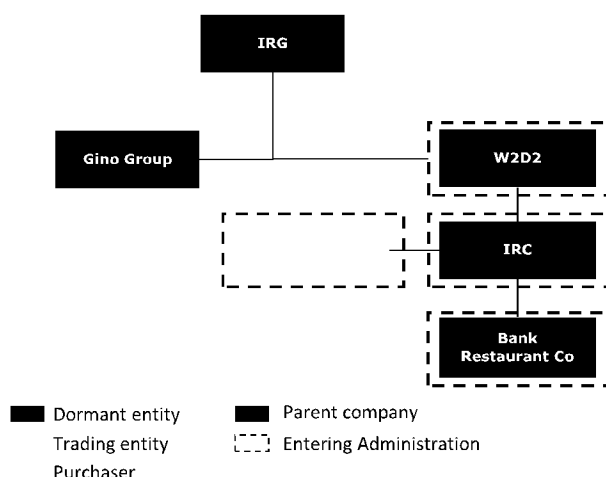 IRG
Gino Group
W2D2
IRC
Bank
Restaurant Co
Dormant entity
Parent company
Trading entity
Entering Administration
Purchaser